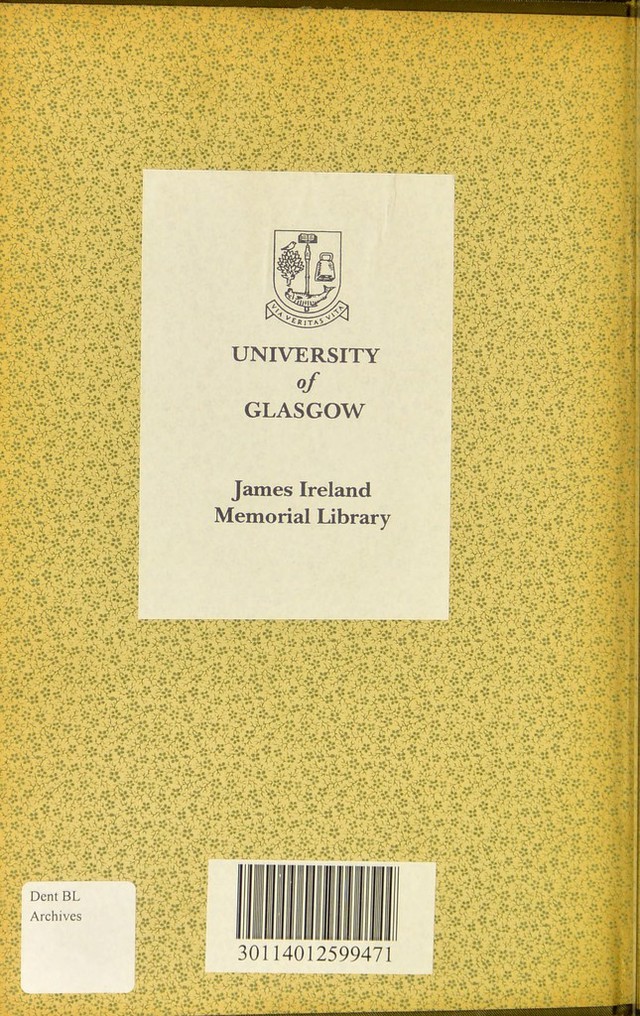 VIA VERITAS VITA
UNIVERSITY
of
GLASGOW
James Ireland
Memorial Library
Dent BL
Archives
30114012599471